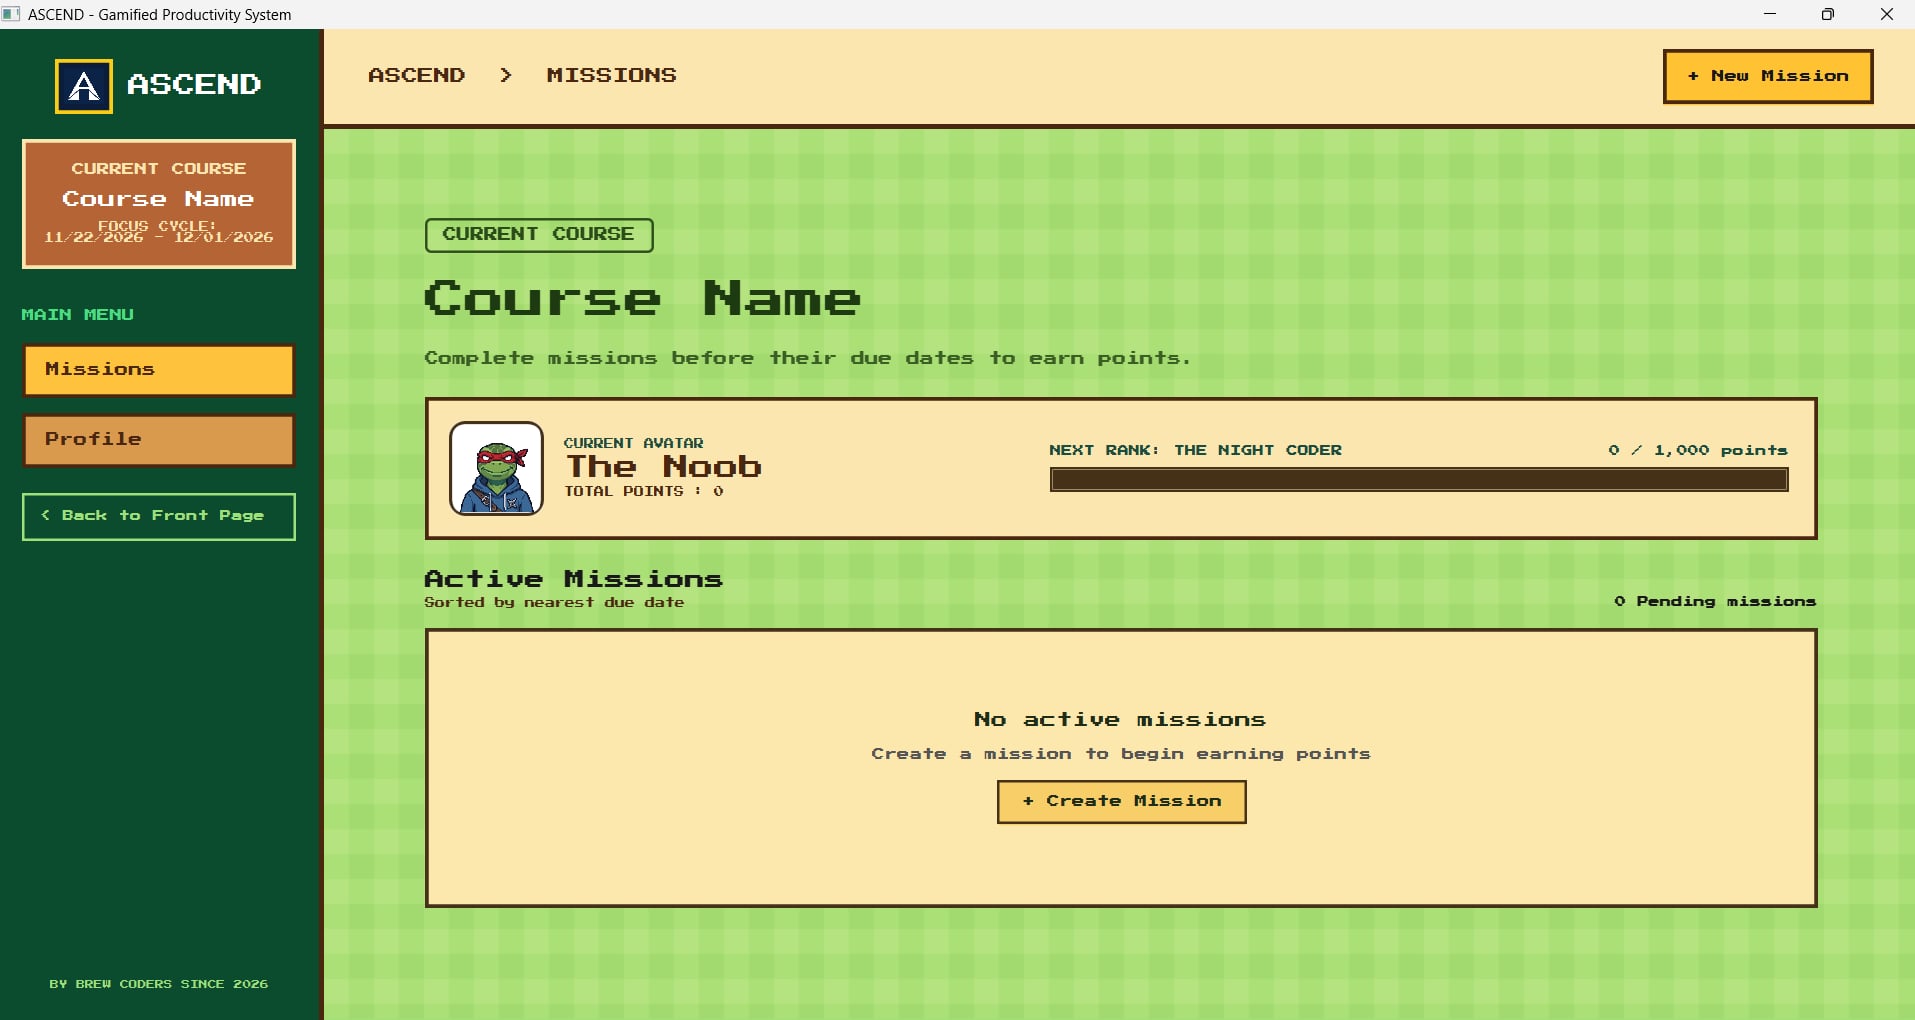 ASCEND - Gamified Productivity System
ASCEND
CURRENT COURSE
Course Name
FOCUS CYCLE:
11/22/2026 - 12/01/2026
MAIN MENU
Missions
Profile
< Back to Front Page
BY BREW CODERS SINCE 2026
ASCEND > MISSIONS
+ New Mission
CURRENT COURSE
Course Name
Complete missions before their due dates to earn points.
CURRENT AVATAR
The Noob
TOTAL POINTS : 0
NEXT RANK: THE NIGHT CODER
0 / 1,000 points
Active Missions
Sorted by nearest due date
0 Pending missions
No active missions
Create a mission to begin earning points
+ Create Mission